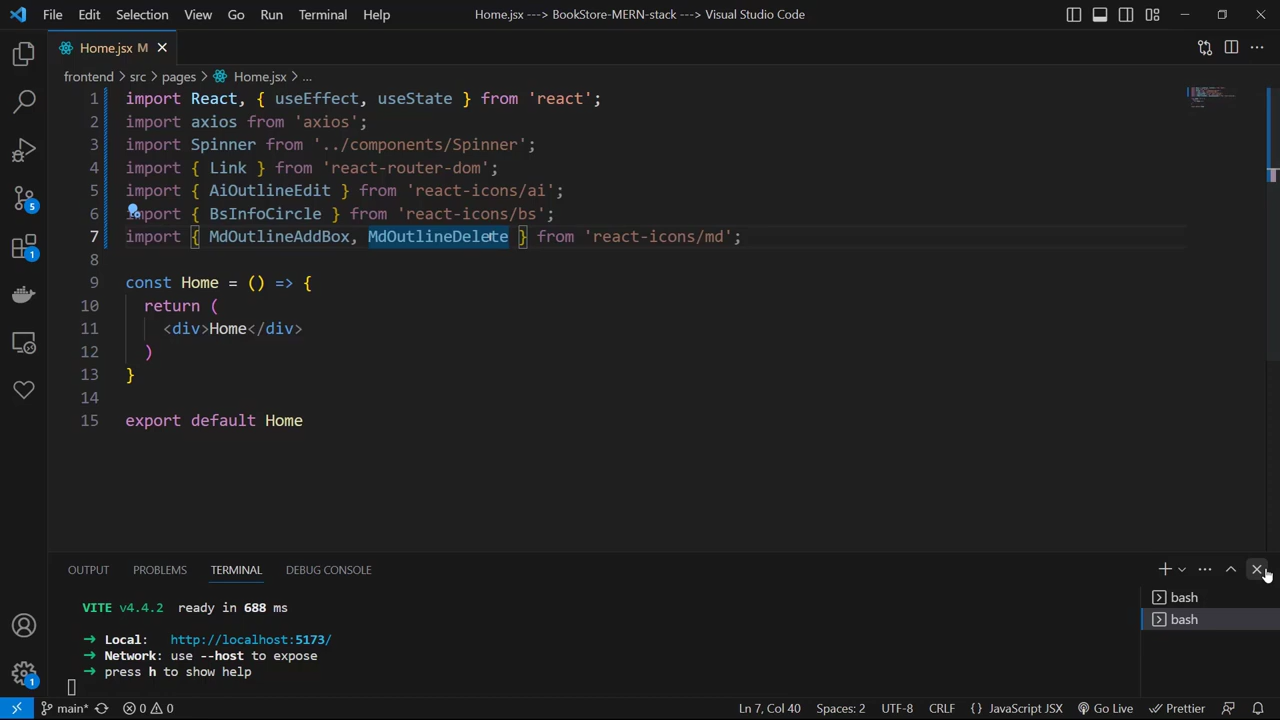 File Edit Selection View Go Run Terminal Help Home.jsx ---> BookStore-MERN-stack ---> Visual Studio Code
Home.jsx M
frontend > src > pages > Home.jsx > ...
1 import React, { useEffect, useState } from 'react';
2 import axios from 'axios';
3 import Spinner from '../components/Spinner';
4 import { Link } from 'react-router-dom';
5 import { AiOutlineEdit } from 'react-icons/ai';
6 import { BsInfoCircle } from 'react-icons/bs';
7 import { MdOutlineAddBox, MdOutlineDelete } from 'react-icons/md';
8
9 const Home = () => {
10 return (
11 <div>Home</div>
12 )
13 }
14
15 export default Home
5
1
1
OUTPUT PROBLEMS TERMINAL DEBUG CONSOLE
VITE v4.4.2 ready in 688 ms
➜ Local: http://localhost:5173/
➜ Network: use --host to expose
➜ press h to show help
bash
bash
main* 0 0 Ln 7, Col 40 Spaces: 2 UTF-8 CRLF {} JavaScript JSX Go Live Prettier